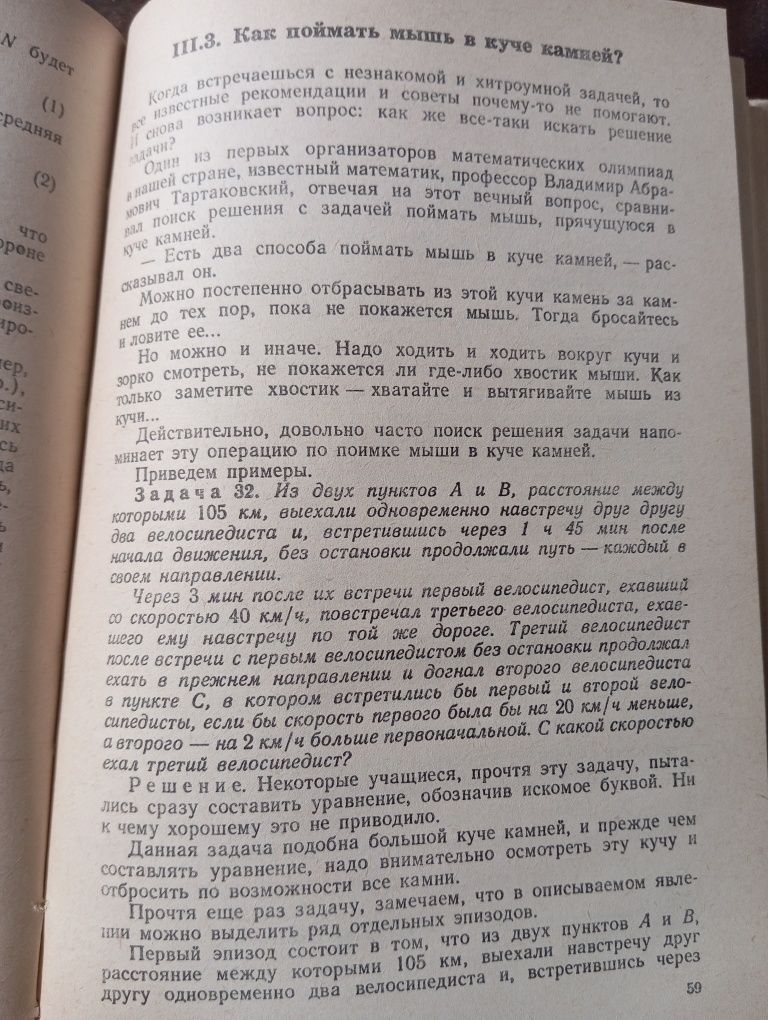 N будет
(1)
средняя
(2)
что
ороне
све-
роиз-
иро-
ер,
о.),
си-
их
сь
да
ь,
е-
ь
и
III.3. Как поймать мышь в куче камней?
Когда встречаешься с незнакомой и хитроумной задачей, то
все известные рекомендации и советы почему-то не помогают.
И снова возникает вопрос: как же все-таки искать решение
задачи?
Один из первых организаторов математических олимпиад
в нашей стране, известный математик, профессор Владимир Абра-
мович Тартаковский, отвечая на этот вечный вопрос, сравни-
вал поиск решения с задачей поймать мышь, прячущуюся в
куче камней.
— Есть два способа поймать мышь в куче камней, — рас-
сказывал он.
Можно постепенно отбрасывать из этой кучи камень за кам-
нем до тех пор, пока не покажется мышь. Тогда бросайтесь
и ловите ее...
Но можно и иначе. Надо ходить и ходить вокруг кучи и
зорко смотреть, не покажется ли где-либо хвостик мыши. Как
только заметите хвостик — хватайте и вытягивайте мышь из
кучи...
Действительно, довольно часто поиск решения задачи напо-
минает эту операцию по поимке мыши в куче камней.
Приведем примеры.
Задача 32. Из двух пунктов A и B, расстояние между
которыми 105 км, выехали одновременно навстречу друг другу
два велосипедиста и, встретившись через 1 ч 45 мин после
начала движения, без остановки продолжали путь — каждый в
своем направлении.
Через 3 мин после их встречи первый велосипедист, ехавший
со скоростью 40 км/ч, повстречал третьего велосипедиста, ехав-
шего ему навстречу по той же дороге. Третий велосипедист
после встречи с первым велосипедистом без остановки продолжал
ехать в прежнем направлении и догнал второго велосипедиста
в пункте C, в котором встретились бы первый и второй вело-
сипедисты, если бы скорость первого была бы на 20 км/ч меньше,
а второго — на 2 км/ч больше первоначальной. С какой скоростью
ехал третий велосипедист?
Решение. Некоторые учащиеся, прочтя эту задачу, пыта-
лись сразу составить уравнение, обозначив искомое буквой. Ни
к чему хорошему это не приводило.
Данная задача подобна большой куче камней, и прежде чем
составлять уравнение, надо внимательно осмотреть эту кучу и
отбросить по возможности все камни.
Прочтя еще раз задачу, замечаем, что в описываемом явле-
нии можно выделить ряд отдельных эпизодов.
Первый эпизод состоит в том, что из двух пунктов A и B,
расстояние между которыми 105 км, выехали навстречу друг
другу одновременно два велосипедиста и, встретившись через
59